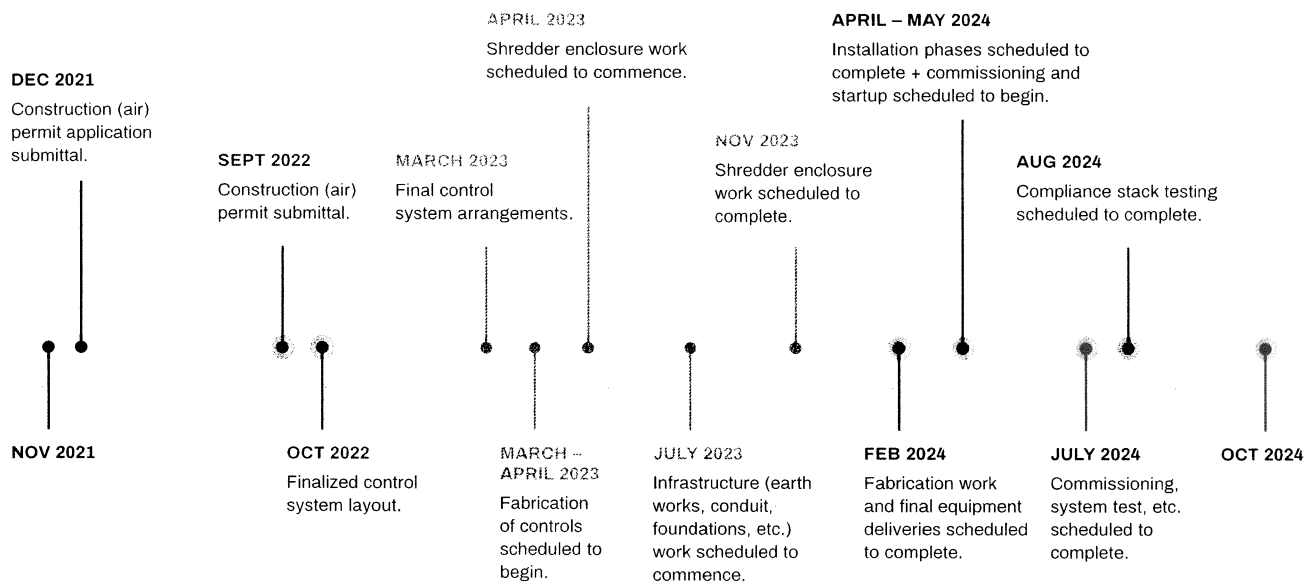 DEC 2021
Construction (air)
permit application
submittal.
SEPT 2022
Construction (air)
permit submittal.
MARCH 2023
Final control
system arrangements.
APRIL 2023
Shredder enclosure work
scheduled to commence.
NOV 2023
Shredder enclosure
work scheduled to
complete.
APRIL – MAY 2024
Installation phases scheduled to
complete + commissioning and
startup scheduled to begin.
AUG 2024
Compliance stack testing
scheduled to complete.
NOV 2021
OCT 2022
Finalized control
system layout.
MARCH –
APRIL 2023
Fabrication
of controls
scheduled to
begin.
JULY 2023
Infrastructure (earth
works, conduit,
foundations, etc.)
work scheduled to
commence.
FEB 2024
Fabrication work
and final equipment
deliveries scheduled
to complete.
JULY 2024
Commissioning,
system test, etc.
scheduled to
complete.
OCT 2024